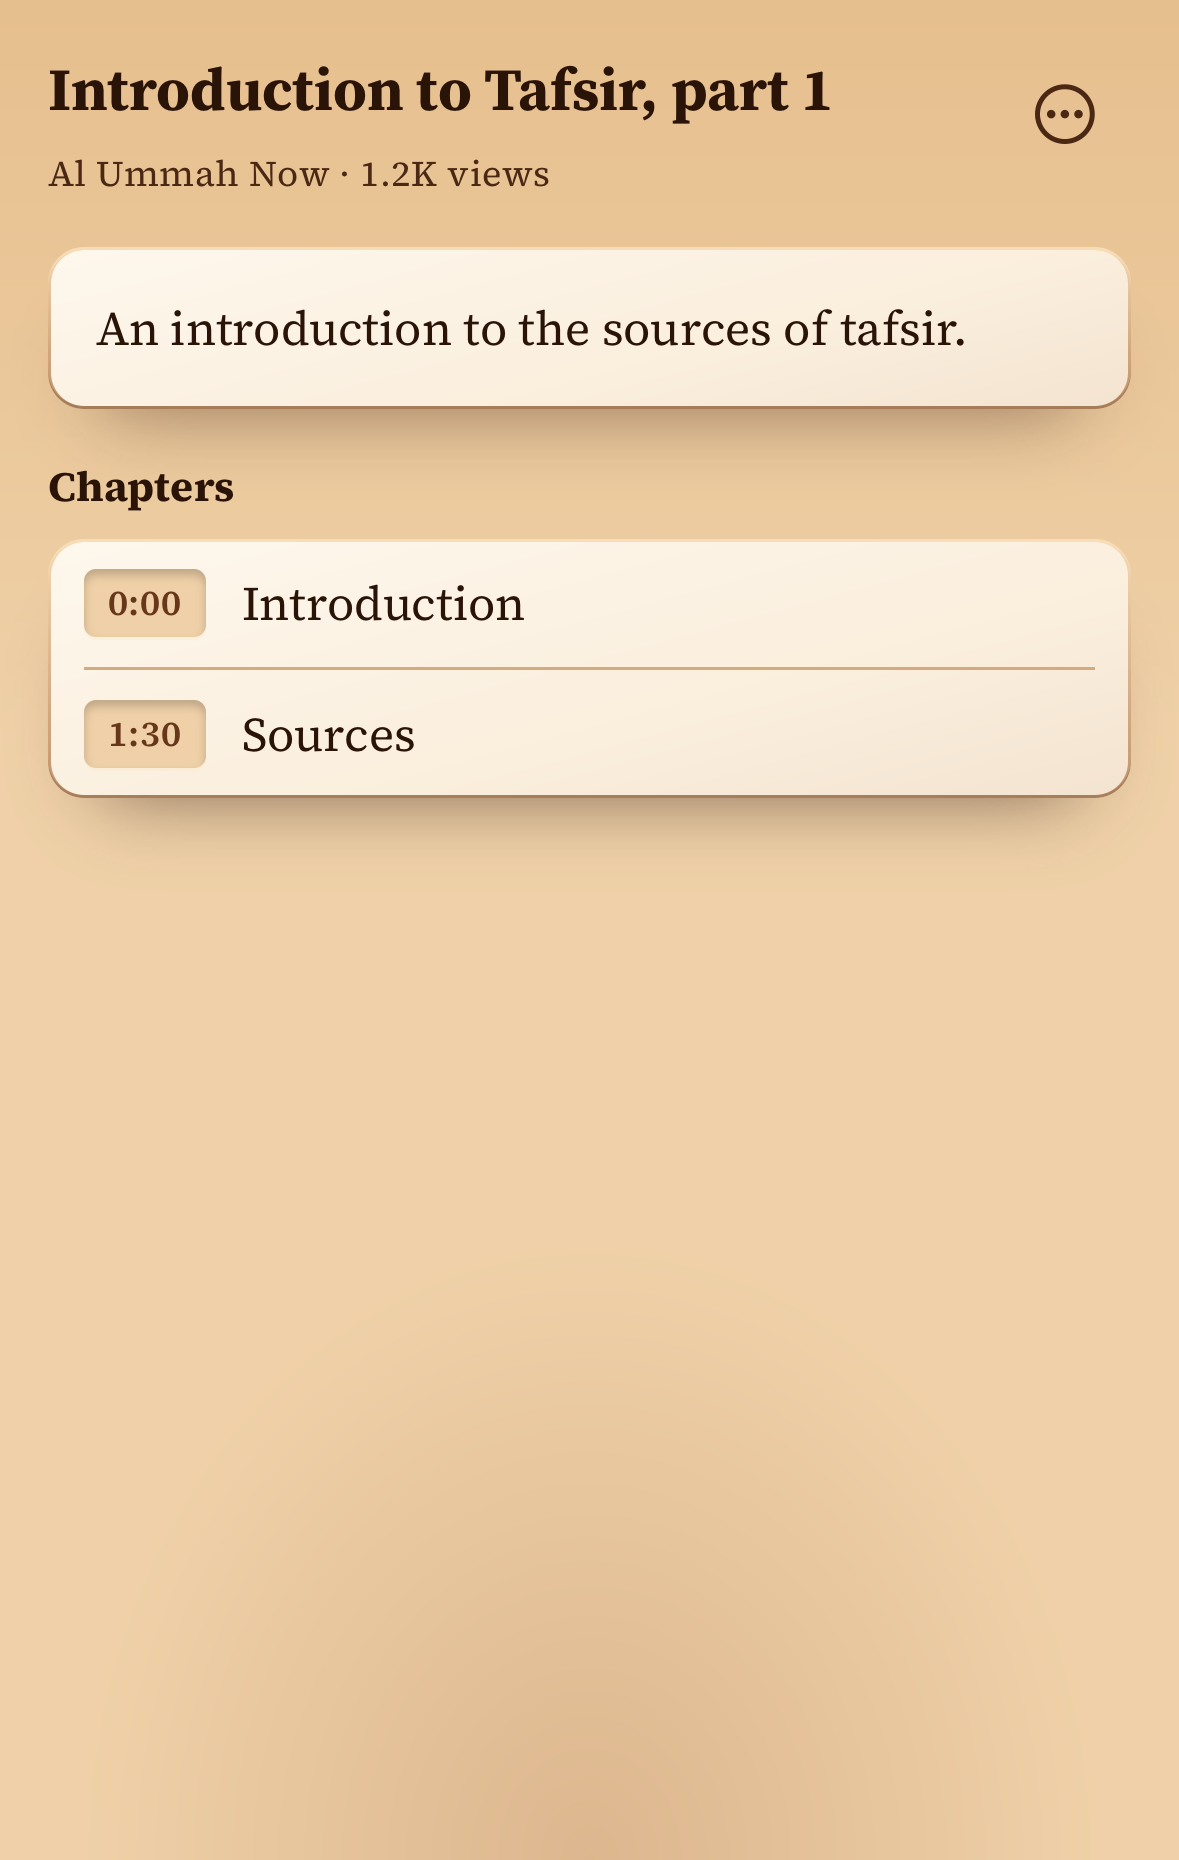 Introduction to Tafsir, part 1
Al Ummah Now · 1.2K views
An introduction to the sources of tafsir.
Chapters
0:00 Introduction
1:30 Sources